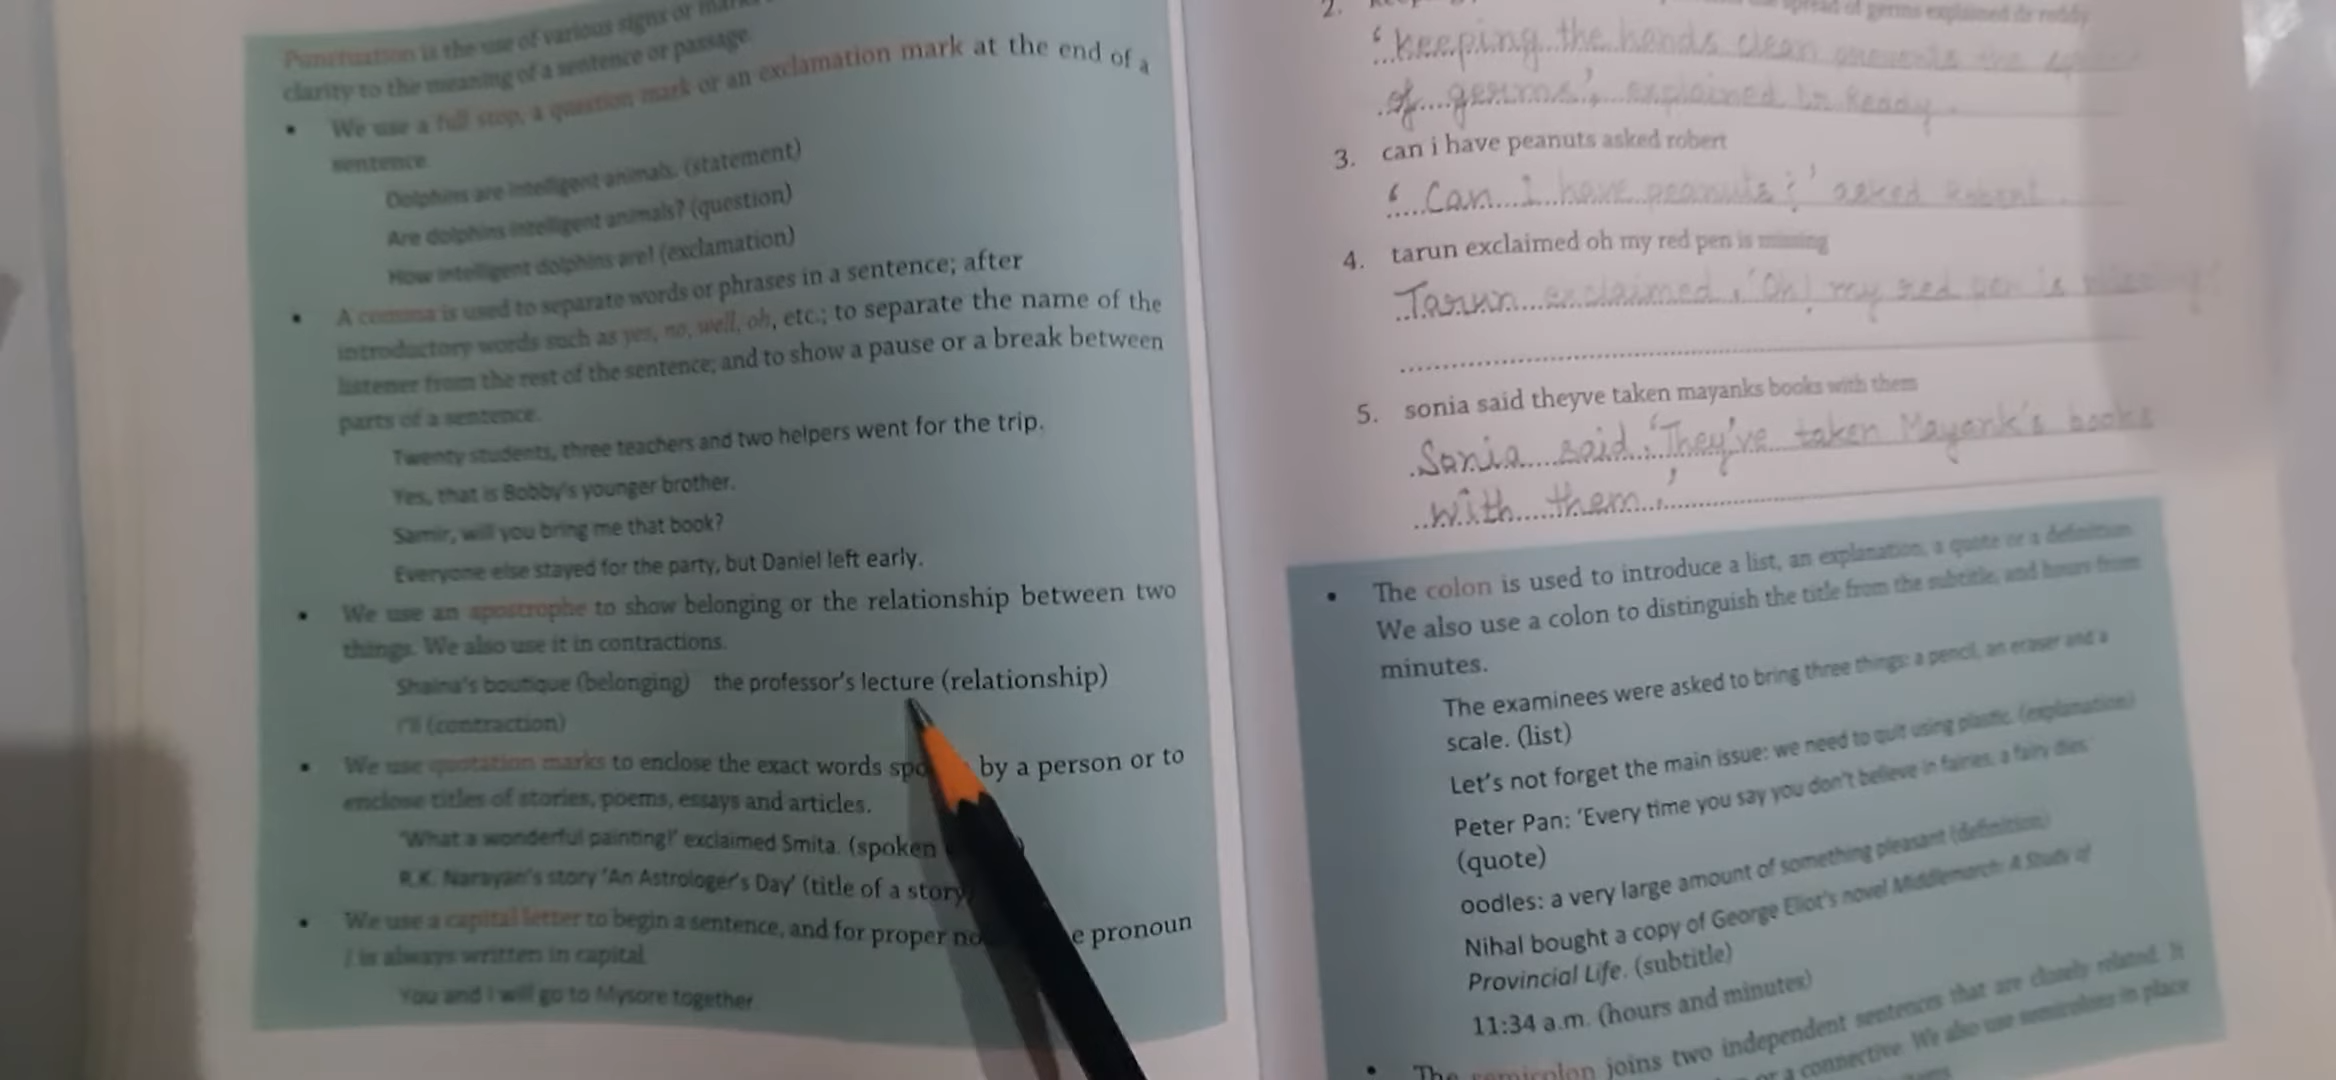 Punctuation is the use of various signs or marks
clarity to the meaning of a sentence or passage.
• We use a full stop, a question mark or an exclamation mark at the end of a
sentence.
Dolphins are intelligent animals. (statement)
Are dolphins intelligent animals? (question)
How intelligent dolphins are! (exclamation)
• A comma is used to separate words or phrases in a sentence; after
introductory words such as yes, no, well, oh, etc.; to separate the name of the
listener from the rest of the sentence; and to show a pause or a break between
parts of a sentence.
Twenty students, three teachers and two helpers went for the trip.
Yes, that is Bobby's younger brother.
Samir, will you bring me that book?
Everyone else stayed for the party, but Daniel left early.
• We use an apostrophe to show belonging or the relationship between two
things. We also use it in contractions.
Shaina's boutique (belonging) the professor's lecture (relationship)
I'll (contraction)
• We use quotation marks to enclose the exact words by a person or to
enclose titles of stories, poems, essays and articles.
'What a wonderful painting!' exclaimed Smita. (spoken
R.K. Narayan's story 'An Astrologer's Day' (title of a story)
• We use a capital letter to begin a sentence, and for proper pronoun
I is always written in capital.
You and I will go to Mysore together.
2. spread of germs explained dr reddy
'keeping the hands clean prevents the
of germs', explained Dr Reddy.
3. can i have peanuts asked robert
'Can I have peanuts?' asked Robert.
4. tarun exclaimed oh my red pen is missing
Tarun exclaimed, 'Oh! my red pen is missing
5. sonia said theyve taken mayanks books with them
Sonia said, 'They've taken Mayank's books
with them.'
• The colon is used to introduce a list, an explanation, a quote or a definition.
We also use a colon to distinguish the title from the subtitle, and hours from
minutes.
The examinees were asked to bring three things: a pencil, an eraser and a
scale. (list)
Let's not forget the main issue: we need to quit using plastic. (explanation)
Peter Pan: 'Every time you say you don't believe in fairies, a fairy dies.'
(quote)
oodles: a very large amount of something pleasant (definition)
Nihal bought a copy of George Eliot's novel Middlemarch: A Study of
Provincial Life. (subtitle)
11:34 a.m. (hours and minutes)
• The semicolon joins two independent sentences that are closely related. It
or a connective. We also use semicolons in place